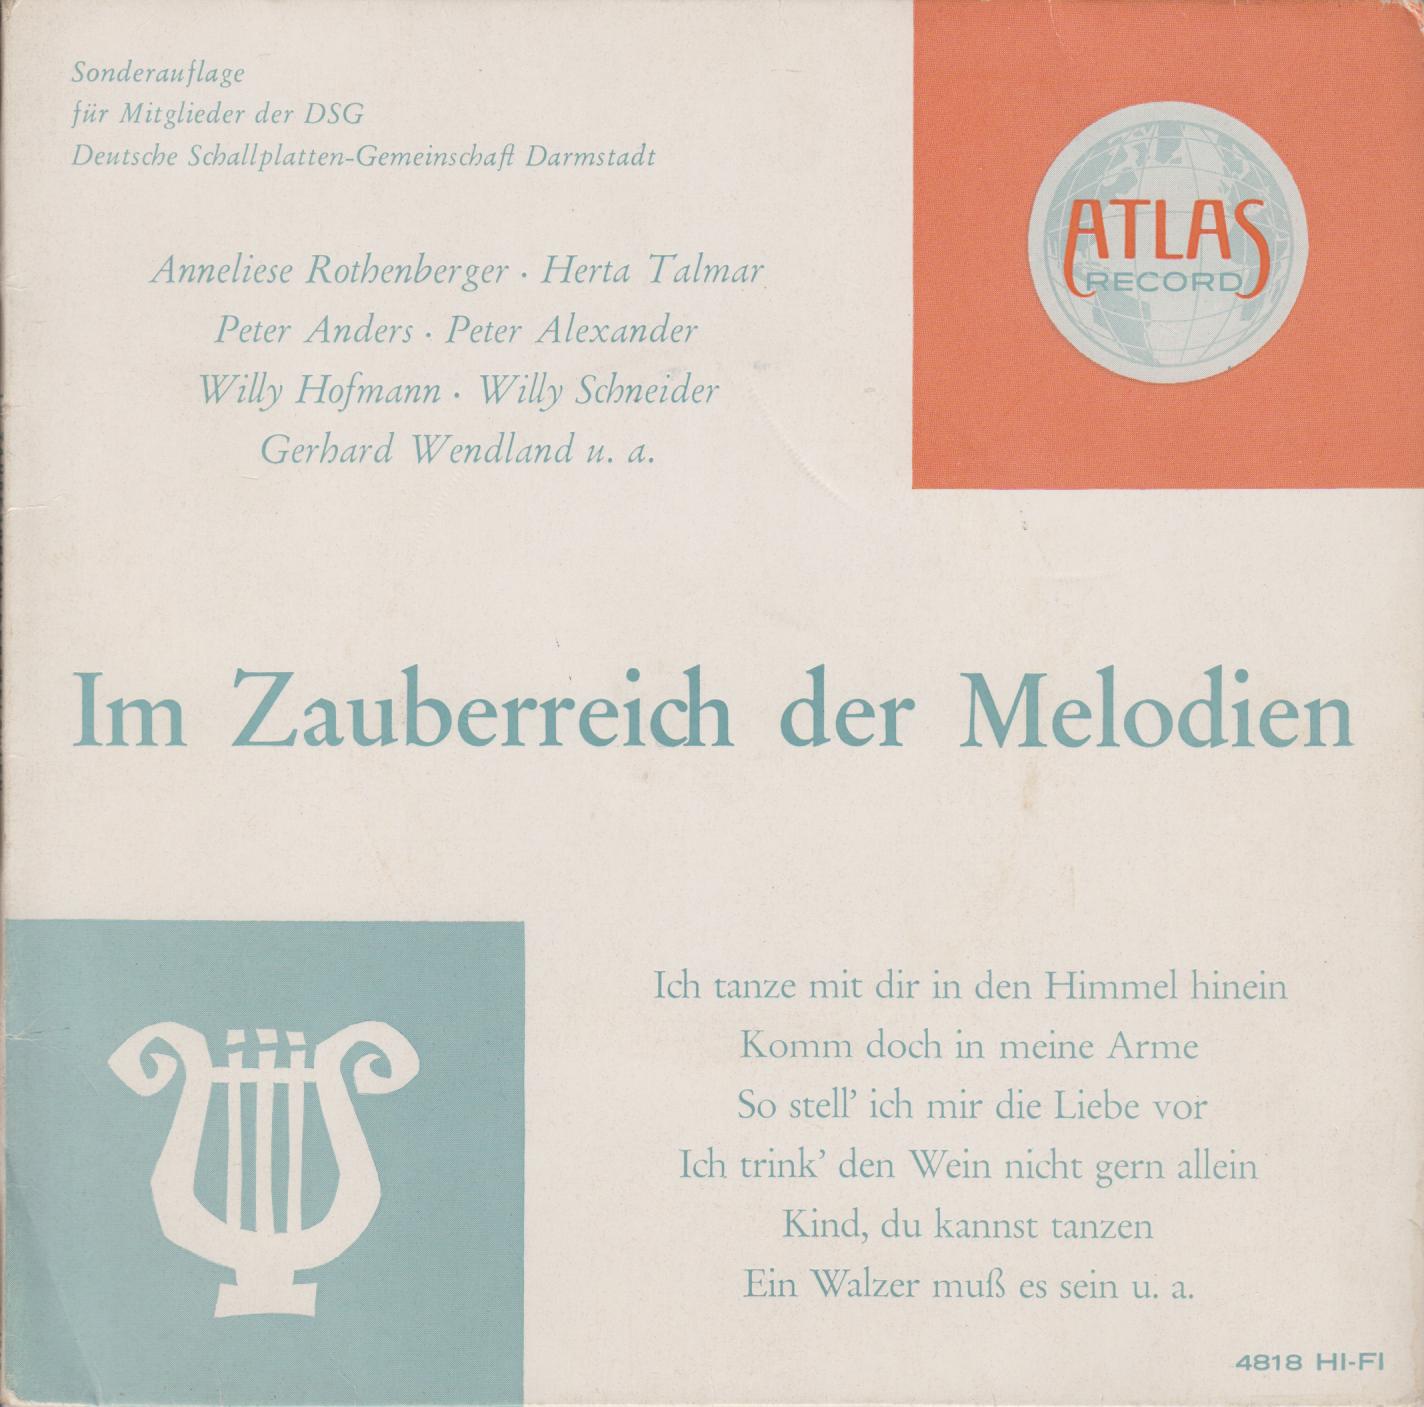 Sonderauflage
für Mitglieder der DSG
Deutsche Schallplatten-Gemeinschaft Darmstadt
ATLAS
RECORD
Anneliese Rothenberger · Herta Talmar
Peter Anders · Peter Alexander
Willy Hofmann · Willy Schneider
Gerhard Wendland u. a.
Im Zauberreich der Melodien
Ich tanze mit dir in den Himmel hinein
Komm doch in meine Arme
So stell’ ich mir die Liebe vor
Ich trink’ den Wein nicht gern allein
Kind, du kannst tanzen
Ein Walzer muß es sein u. a.
4818 HI-FI